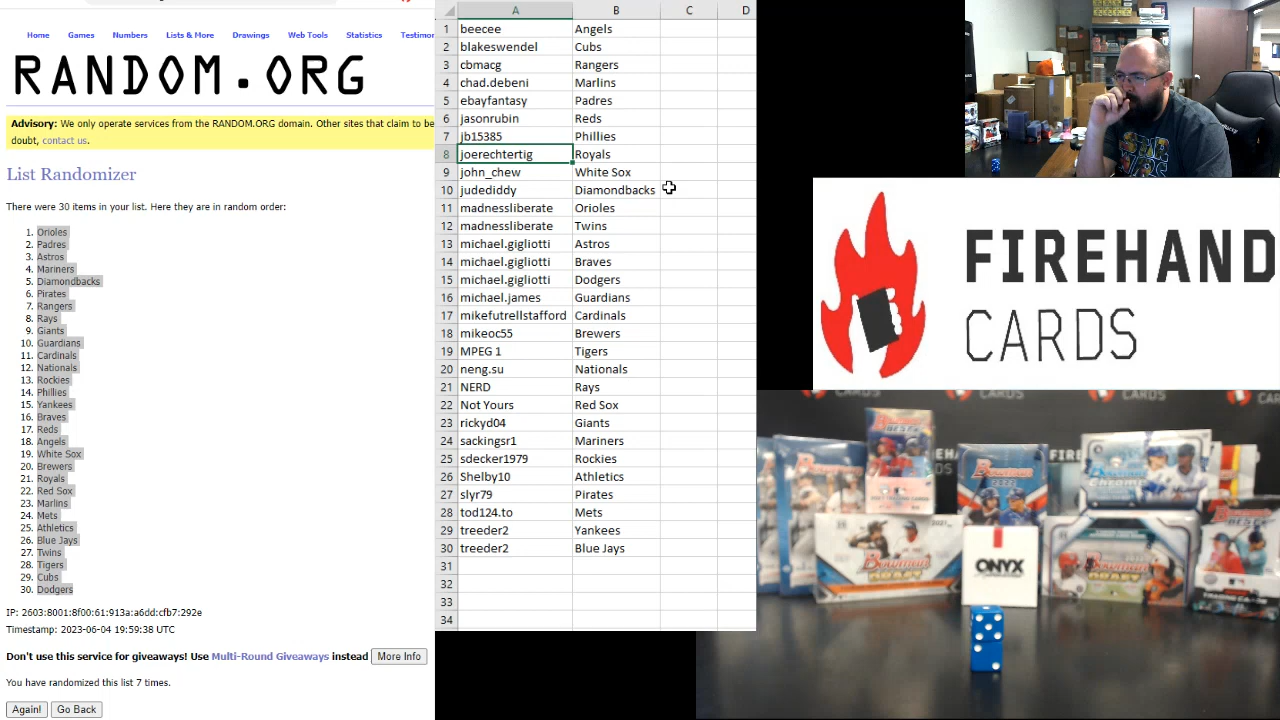 Home Games Numbers Lists & More Drawings Web Tools Statistics Testimor
RANDOM.ORG
Advisory: We only operate services from the RANDOM.ORG domain. Other sites that claim to be
doubt, contact us.
List Randomizer
There were 30 items in your list. Here they are in random order:
1. Orioles
2. Padres
3. Astros
4. Mariners
5. Diamondbacks
6. Pirates
7. Rangers
8. Rays
9. Giants
10. Guardians
11. Cardinals
12. Nationals
13. Rockies
14. Phillies
15. Yankees
16. Braves
17. Reds
18. Angels
19. White Sox
20. Brewers
21. Royals
22. Red Sox
23. Marlins
24. Mets
25. Athletics
26. Blue Jays
27. Twins
28. Tigers
29. Cubs
30. Dodgers
IP: 2603:8001:8f00:61:913a:a6dd:cfb7:292e
Timestamp: 2023-06-04 19:59:38 UTC
Don't use this service for giveaways! Use Multi-Round Giveaways instead More Info
You have randomized this list 7 times.
Again! Go Back
A B C D
1 beecee Angels
2 blakeswendel Cubs
3 cbmacg Rangers
4 chad.debeni Marlins
5 ebayfantasy Padres
6 jasonrubin Reds
7 jb15385 Phillies
8 joerechtertig Royals
9 john_chew White Sox
10 judediddy Diamondbacks
11 madnessliberate Orioles
12 madnessliberate Twins
13 michael.gigliotti Astros
14 michael.gigliotti Braves
15 michael.gigliotti Dodgers
16 michael.james Guardians
17 mikefutrellstafford Cardinals
18 mikeoc55 Brewers
19 MPEG 1 Tigers
20 neng.su Nationals
21 NERD Rays
22 Not Yours Red Sox
23 rickyd04 Giants
24 sackingsr1 Mariners
25 sdecker1979 Rockies
26 Shelby10 Athletics
27 slyr79 Pirates
28 tod124.to Mets
29 treeder2 Yankees
30 treeder2 Blue Jays
31
32
33
34
FIREHAND
CARDS
CARDS
Bowman
2022
Bowman
Chrome
Bowman
DRAFT
ONYX